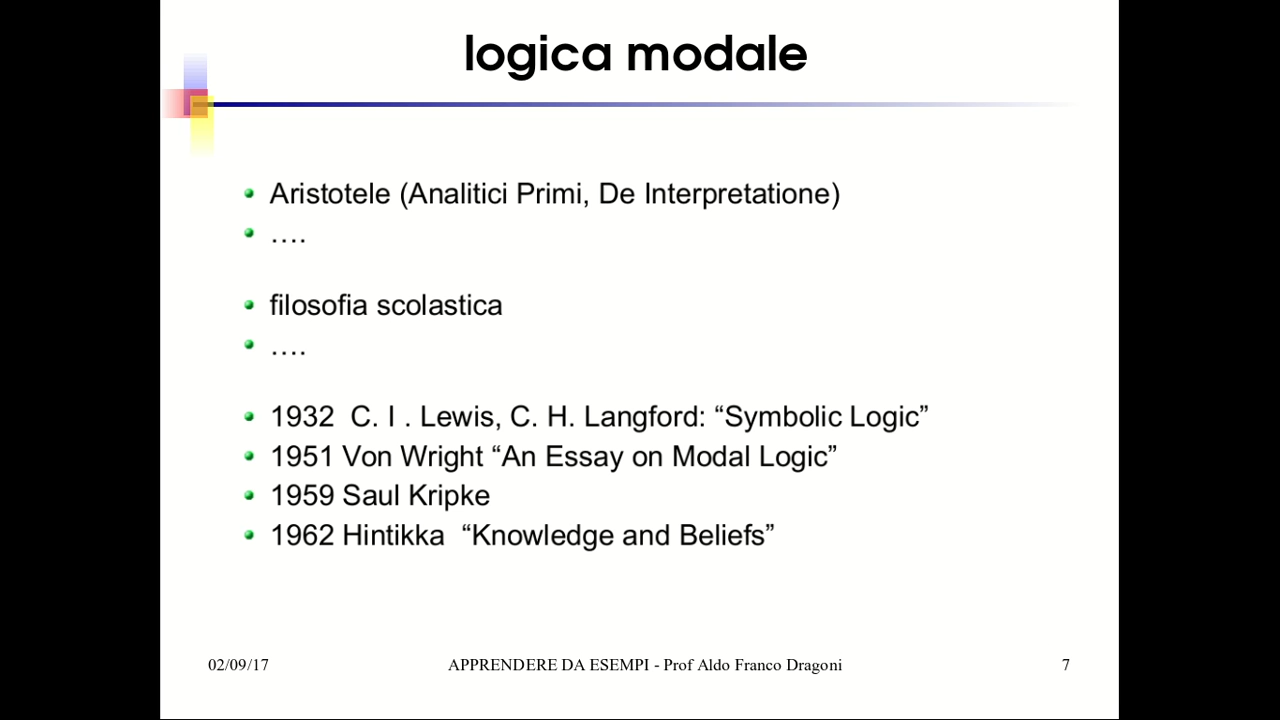 logica modale
Aristotele (Analitici Primi, De Interpretatione)
….
filosofia scolastica
….
1932  C. I . Lewis, C. H. Langford: “Symbolic Logic”
1951 Von Wright “An Essay on Modal Logic”
1959 Saul Kripke
1962 Hintikka  “Knowledge and Beliefs”
02/09/17
APPRENDERE DA ESEMPI - Prof Aldo Franco Dragoni
7